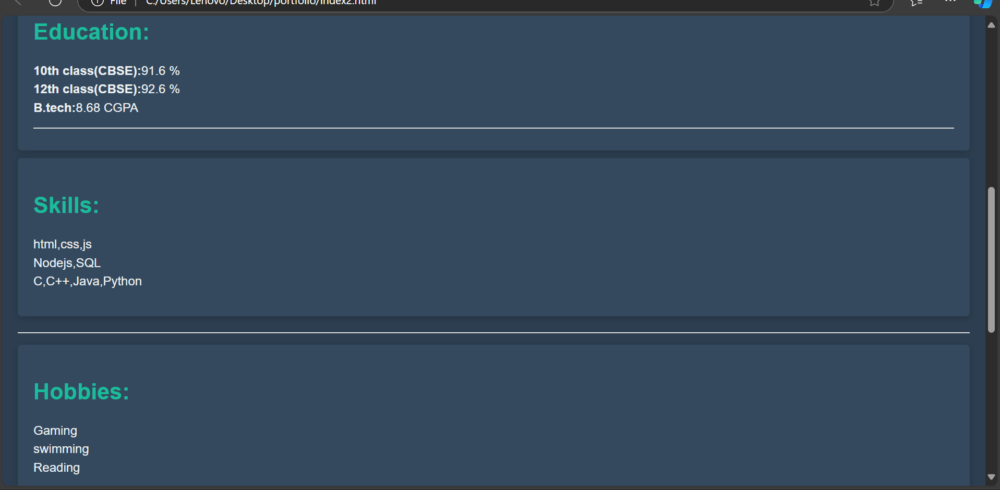 File
C:/Users/Lenovo/Desktop/portfolio/index2.html
Education:
10th class(CBSE):91.6 %
12th class(CBSE):92.6 %
B.tech:8.68 CGPA
Skills:
html,css,js
Nodejs,SQL
C,C++,Java,Python
Hobbies:
Gaming
swimming
Reading